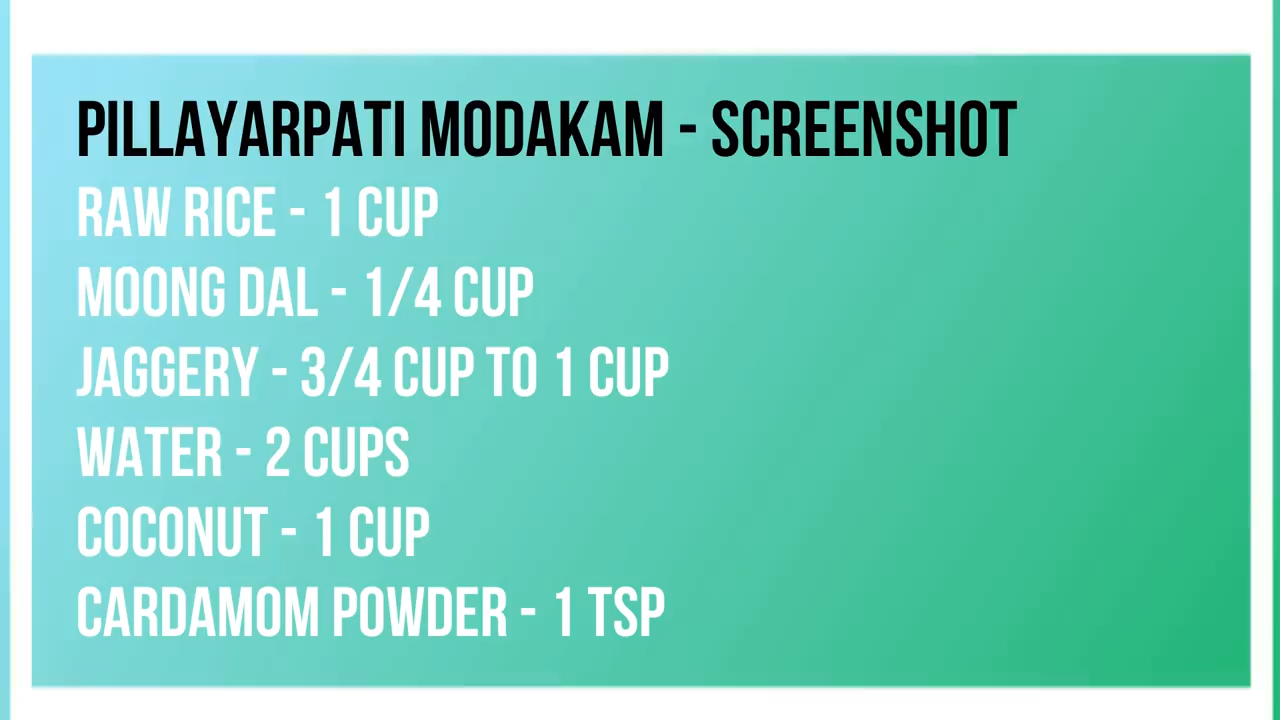 PILLAYARPATI MODAKAM - SCREENSHOT
RAW RICE - 1 CUP
MOONG DAL - 1/4 CUP
JAGGERY - 3/4 CUP TO 1 CUP
WATER - 2 CUPS
COCONUT - 1 CUP
CARDAMOM POWDER - 1 TSP